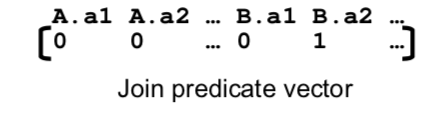 A.a1 A.a2 … B.a1 B.a2 …
[0 0 … 0 1 …]
Join predicate vector